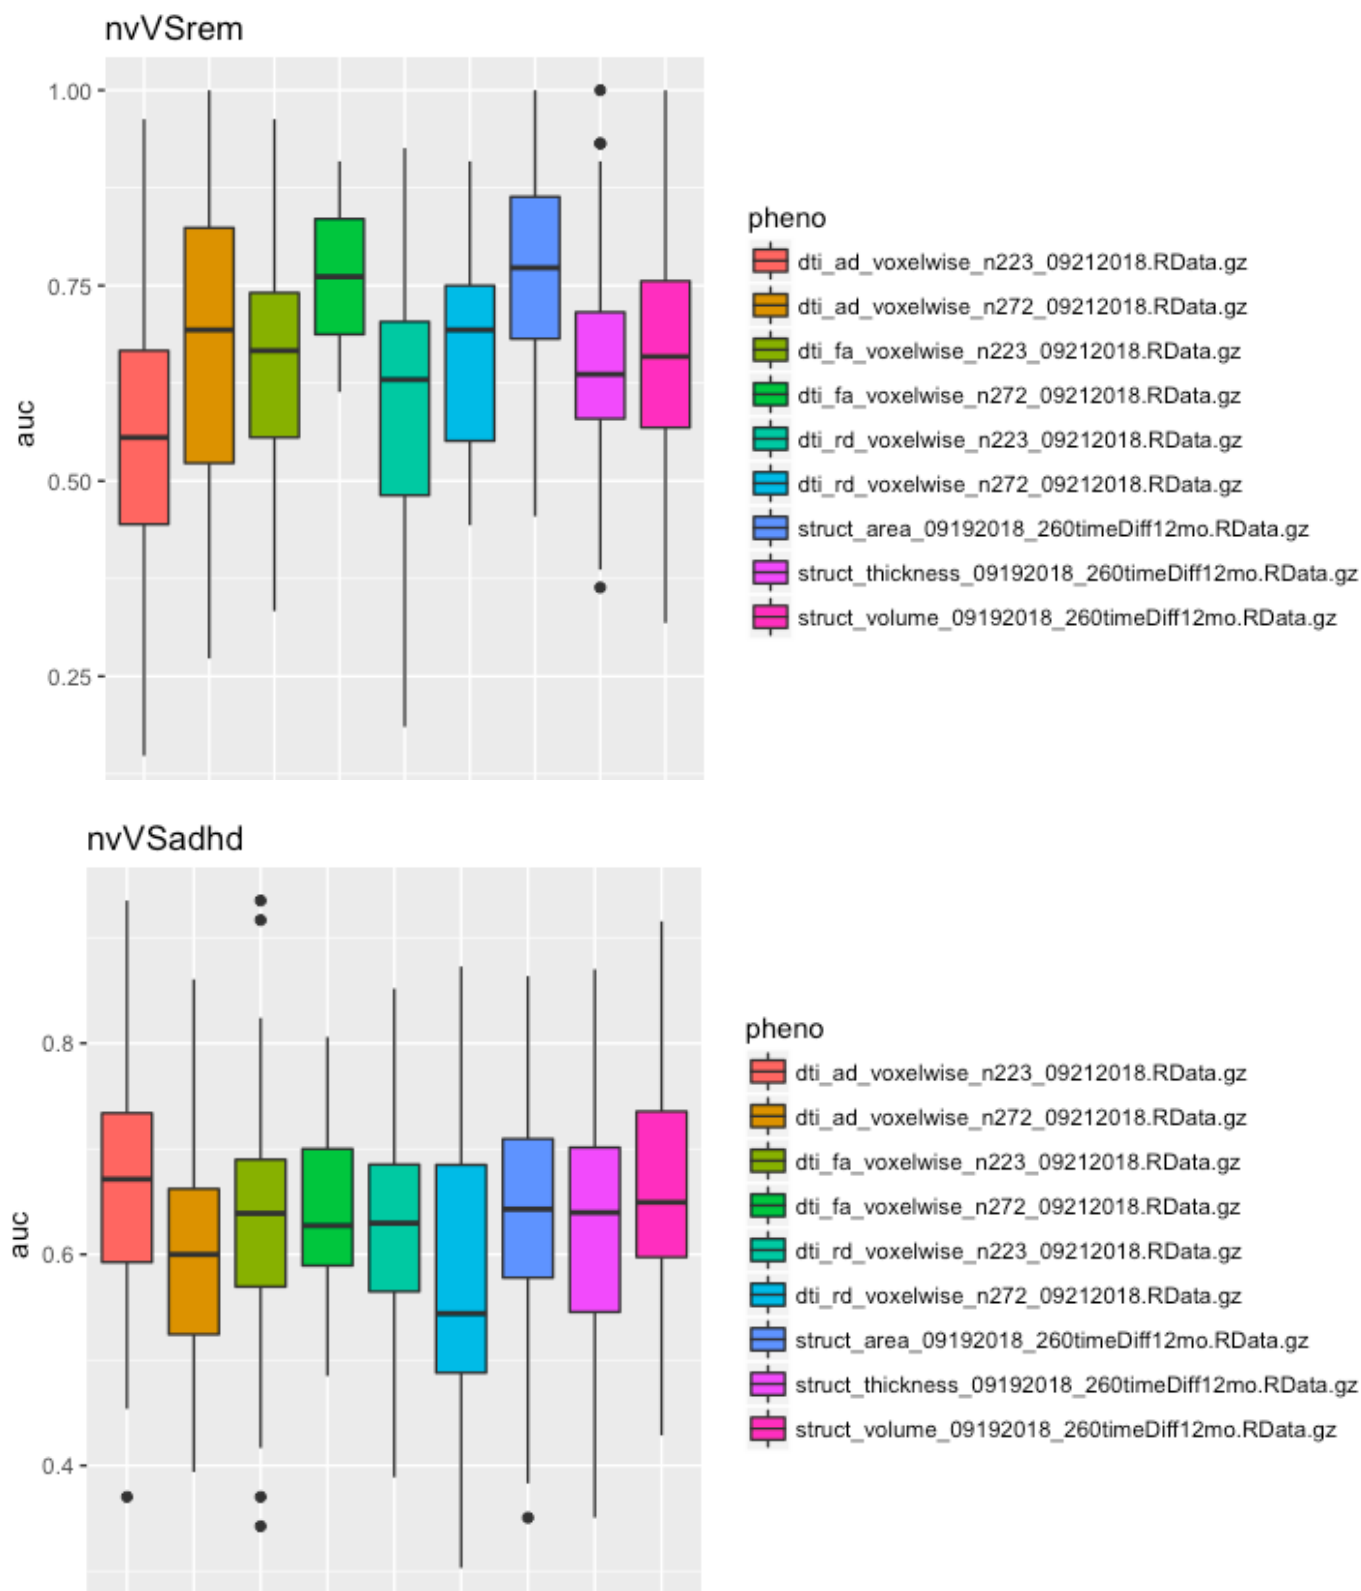 nvVSrem
1.00
0.75
0.50
0.25
auc
pheno
dti_ad_voxelwise_n223_09212018.RData.gz
dti_ad_voxelwise_n272_09212018.RData.gz
dti_fa_voxelwise_n223_09212018.RData.gz
dti_fa_voxelwise_n272_09212018.RData.gz
dti_rd_voxelwise_n223_09212018.RData.gz
dti_rd_voxelwise_n272_09212018.RData.gz
struct_area_09192018_260timeDiff12mo.RData.gz
struct_thickness_09192018_260timeDiff12mo.RData.gz
struct_volume_09192018_260timeDiff12mo.RData.gz
nvVSadhd
0.8
0.6
0.4
auc
pheno
dti_ad_voxelwise_n223_09212018.RData.gz
dti_ad_voxelwise_n272_09212018.RData.gz
dti_fa_voxelwise_n223_09212018.RData.gz
dti_fa_voxelwise_n272_09212018.RData.gz
dti_rd_voxelwise_n223_09212018.RData.gz
dti_rd_voxelwise_n272_09212018.RData.gz
struct_area_09192018_260timeDiff12mo.RData.gz
struct_thickness_09192018_260timeDiff12mo.RData.gz
struct_volume_09192018_260timeDiff12mo.RData.gz